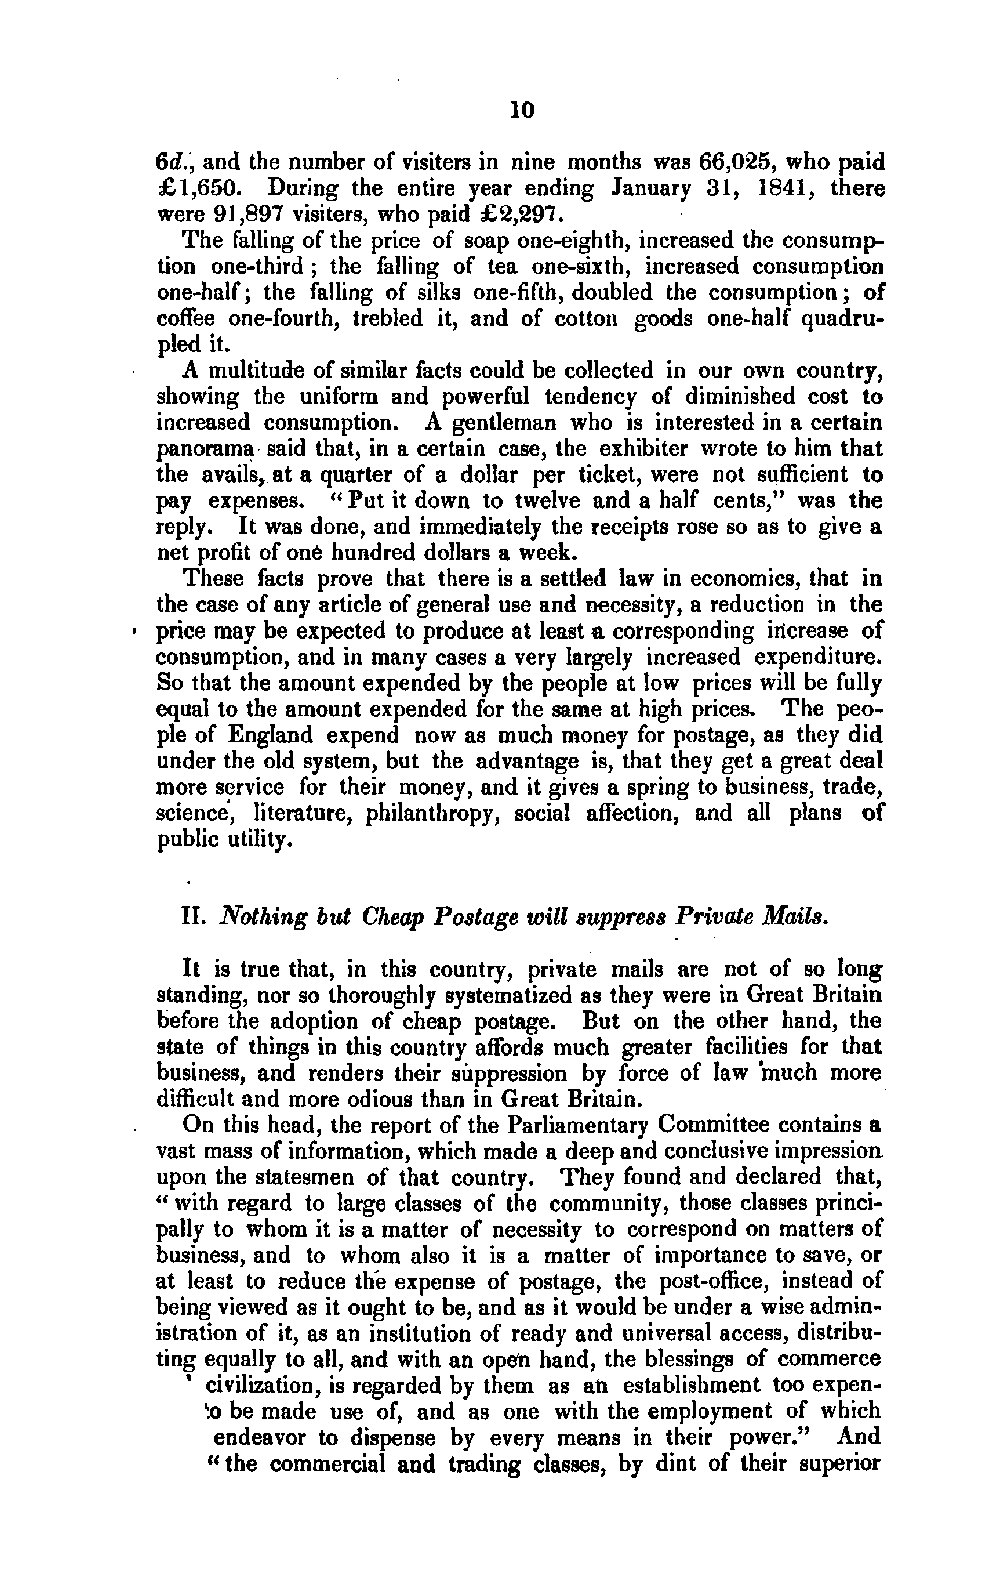 10
6d., and the number of visiters in nine months was 66,025, who paid
£1,650. During the entire year ending January 31, 1841, there
were 91,897 visiters, who paid £2,297.
The falling of the price of soap one-eighth, increased the consump-
tion one-third; the falling of tea one-sixth, increased consumption
one-half; the falling of silks one-fifth, doubled the consumption; of
coffee one-fourth, trebled it, and of cotton goods one-half quadru-
pled it.
A multitude of similar facts could be collected in our own country,
showing the uniform and powerful tendency of diminished cost to
increased consumption. A gentleman who is interested in a certain
panorama said that, in a certain case, the exhibiter wrote to him that
the avails, at a quarter of a dollar per ticket, were not sufficient to
pay expenses. "Put it down to twelve and a half cents," was the
reply. It was done, and immediately the receipts rose so as to give a
net profit of one hundred dollars a week.
These facts prove that there is a settled law in economics, that in
the case of any article of general use and necessity, a reduction in the
price may be expected to produce at least a corresponding increase of
consumption, and in many cases a very largely increased expenditure.
So that the amount expended by the people at low prices will be fully
equal to the amount expended for the same at high prices. The peo-
ple of England expend now as much money for postage, as they did
under the old system, but the advantage is, that they get a great deal
more service for their money, and it gives a spring to business, trade,
science, literature, philanthropy, social affection, and all plans of
public utility.
II. Nothing but Cheap Postage will suppress Private Mails.
It is true that, in this country, private mails are not of so long
standing, nor so thoroughly systematized as they were in Great Britain
before the adoption of cheap postage. But on the other hand, the
state of things in this country affords much greater facilities for that
business, and renders their suppression by force of law much more
difficult and more odious than in Great Britain.
On this head, the report of the Parliamentary Committee contains a
vast mass of information, which made a deep and conclusive impression
upon the statesmen of that country. They found and declared that,
"with regard to large classes of the community, those classes princi-
pally to whom it is a matter of necessity to correspond on matters of
business, and to whom also it is a matter of importance to save, or
at least to reduce the expense of postage, the post-office, instead of
being viewed as it ought to be, and as it would be under a wise admin-
istration of it, as an institution of ready and universal access, distribu-
ting equally to all, and with an open hand, the blessings of commerce
civilization, is regarded by them as an establishment too expen-
be made use of, and as one with the employment of which
endeavor to dispense by every means in their power." And
"the commercial and trading classes, by dint of their superior